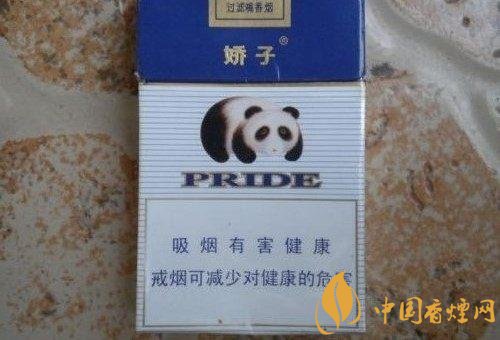 过滤嘴香烟
娇子®
PRIDE
吸烟有害健康
戒烟可减少对健康的危害
中国香烟网